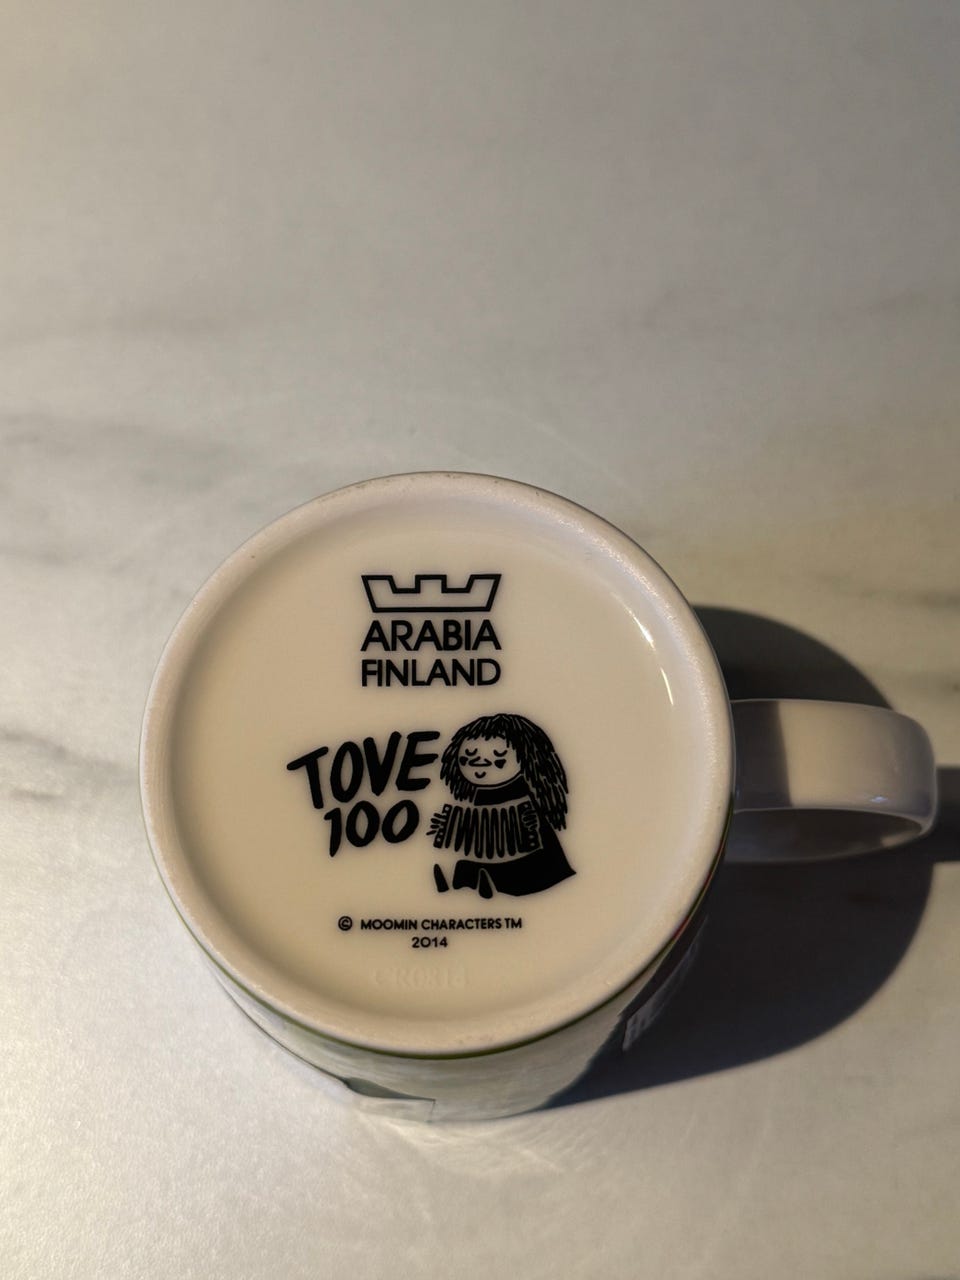 ARABIA
FINLAND
TOVE
100
© MOOMIN CHARACTERS TM
2014